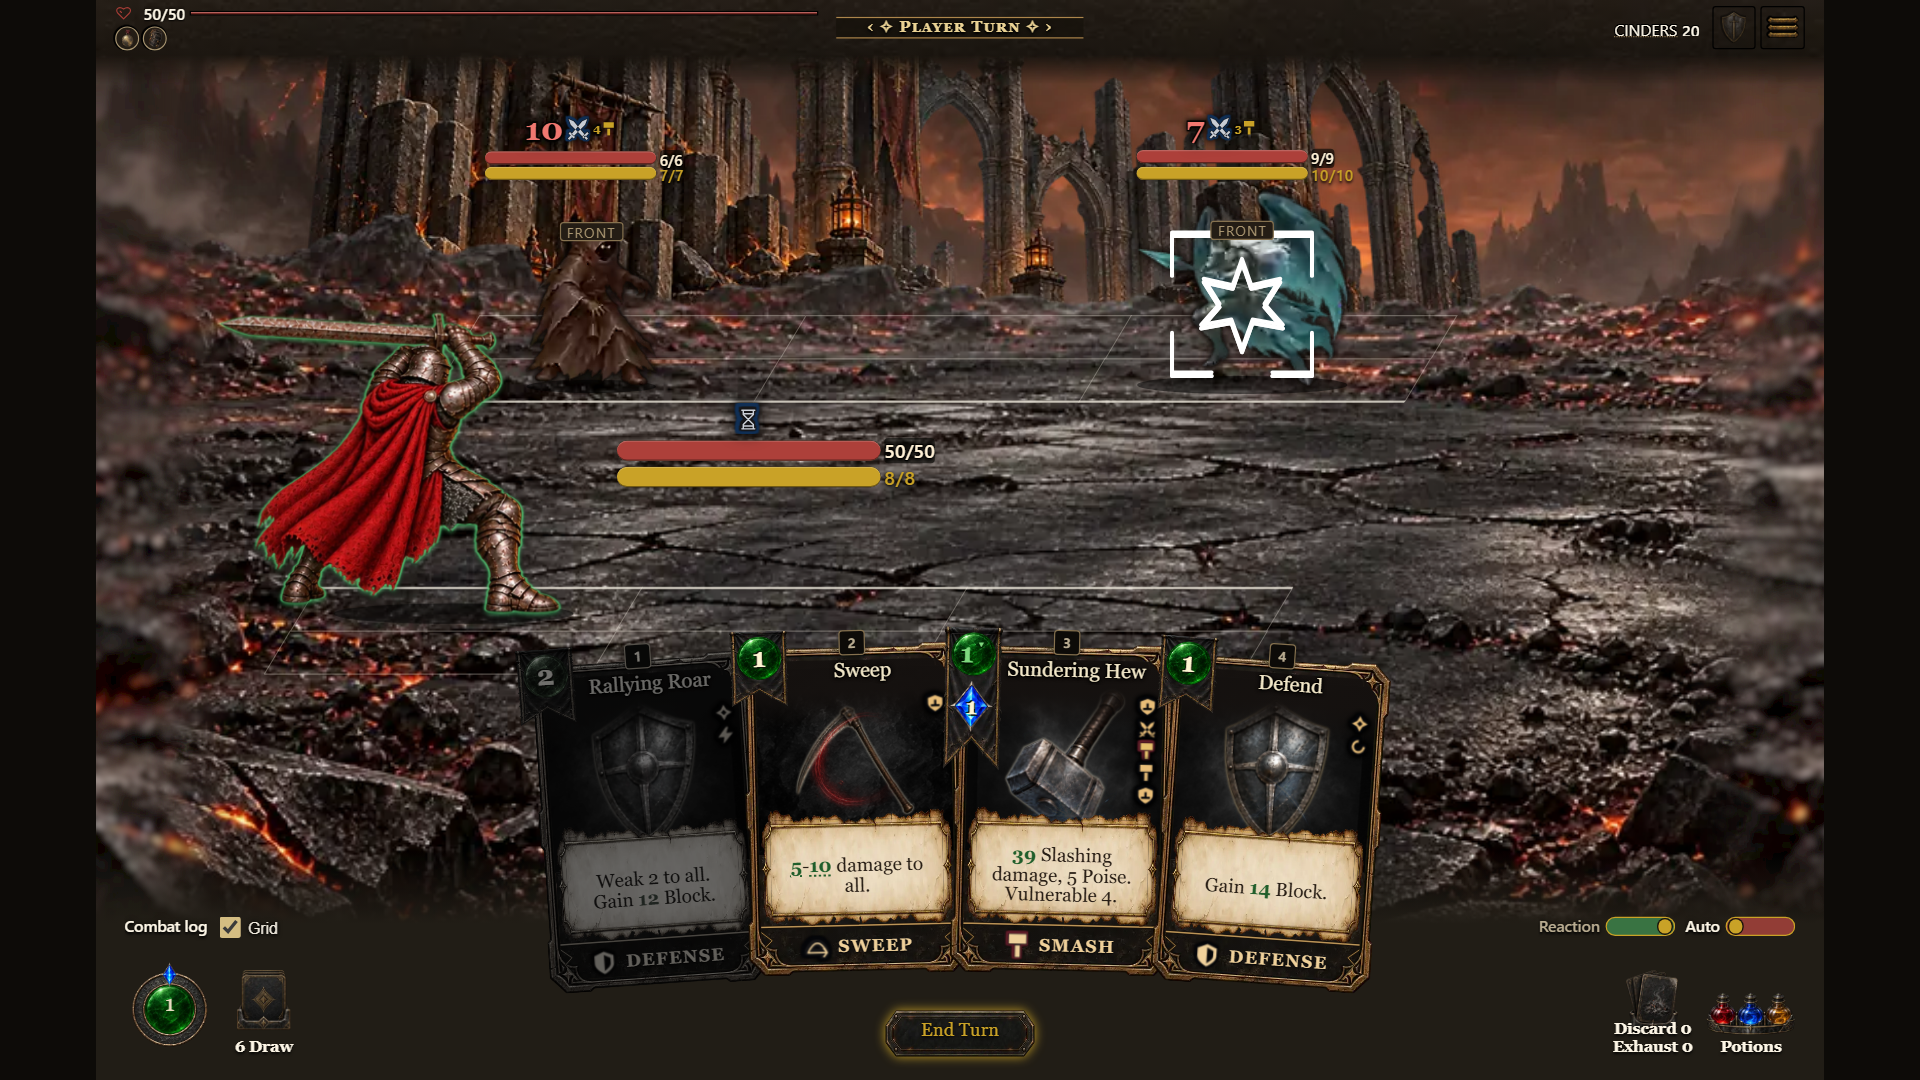 50/50
‹ ✧ PLAYER TURN ✧ ›
CINDERS 20
10 4
6/6
7/7
7 3
9/9
10/10
FRONT
FRONT
50/50
8/8
1
2
Rallying Roar
Weak 2 to all.
Gain 12 Block.
DEFENSE
2
1
Sweep
5-10 damage to
all.
SWEEP
3
1
1
Sundering Hew
39 Slashing
damage, 5 Poise.
Vulnerable 4.
SMASH
4
1
Defend
Gain 14 Block.
DEFENSE
Combat log
Grid
Reaction
Auto
1
6 Draw
End Turn
Discard 0
Exhaust 0
Potions